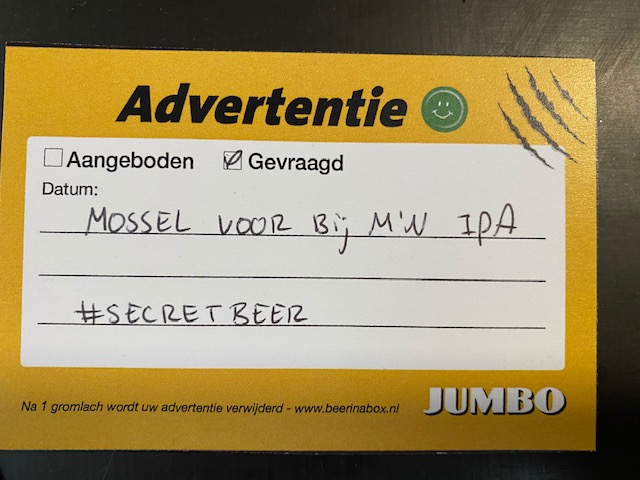 Advertentie
Aangeboden Gevraagd
Datum:
MOSSEL VOOR Bij M'N IPA
#SECRETBEER
Na 1 gromlach wordt uw advertentie verwijderd - www.beerinabox.nl
JUMBO